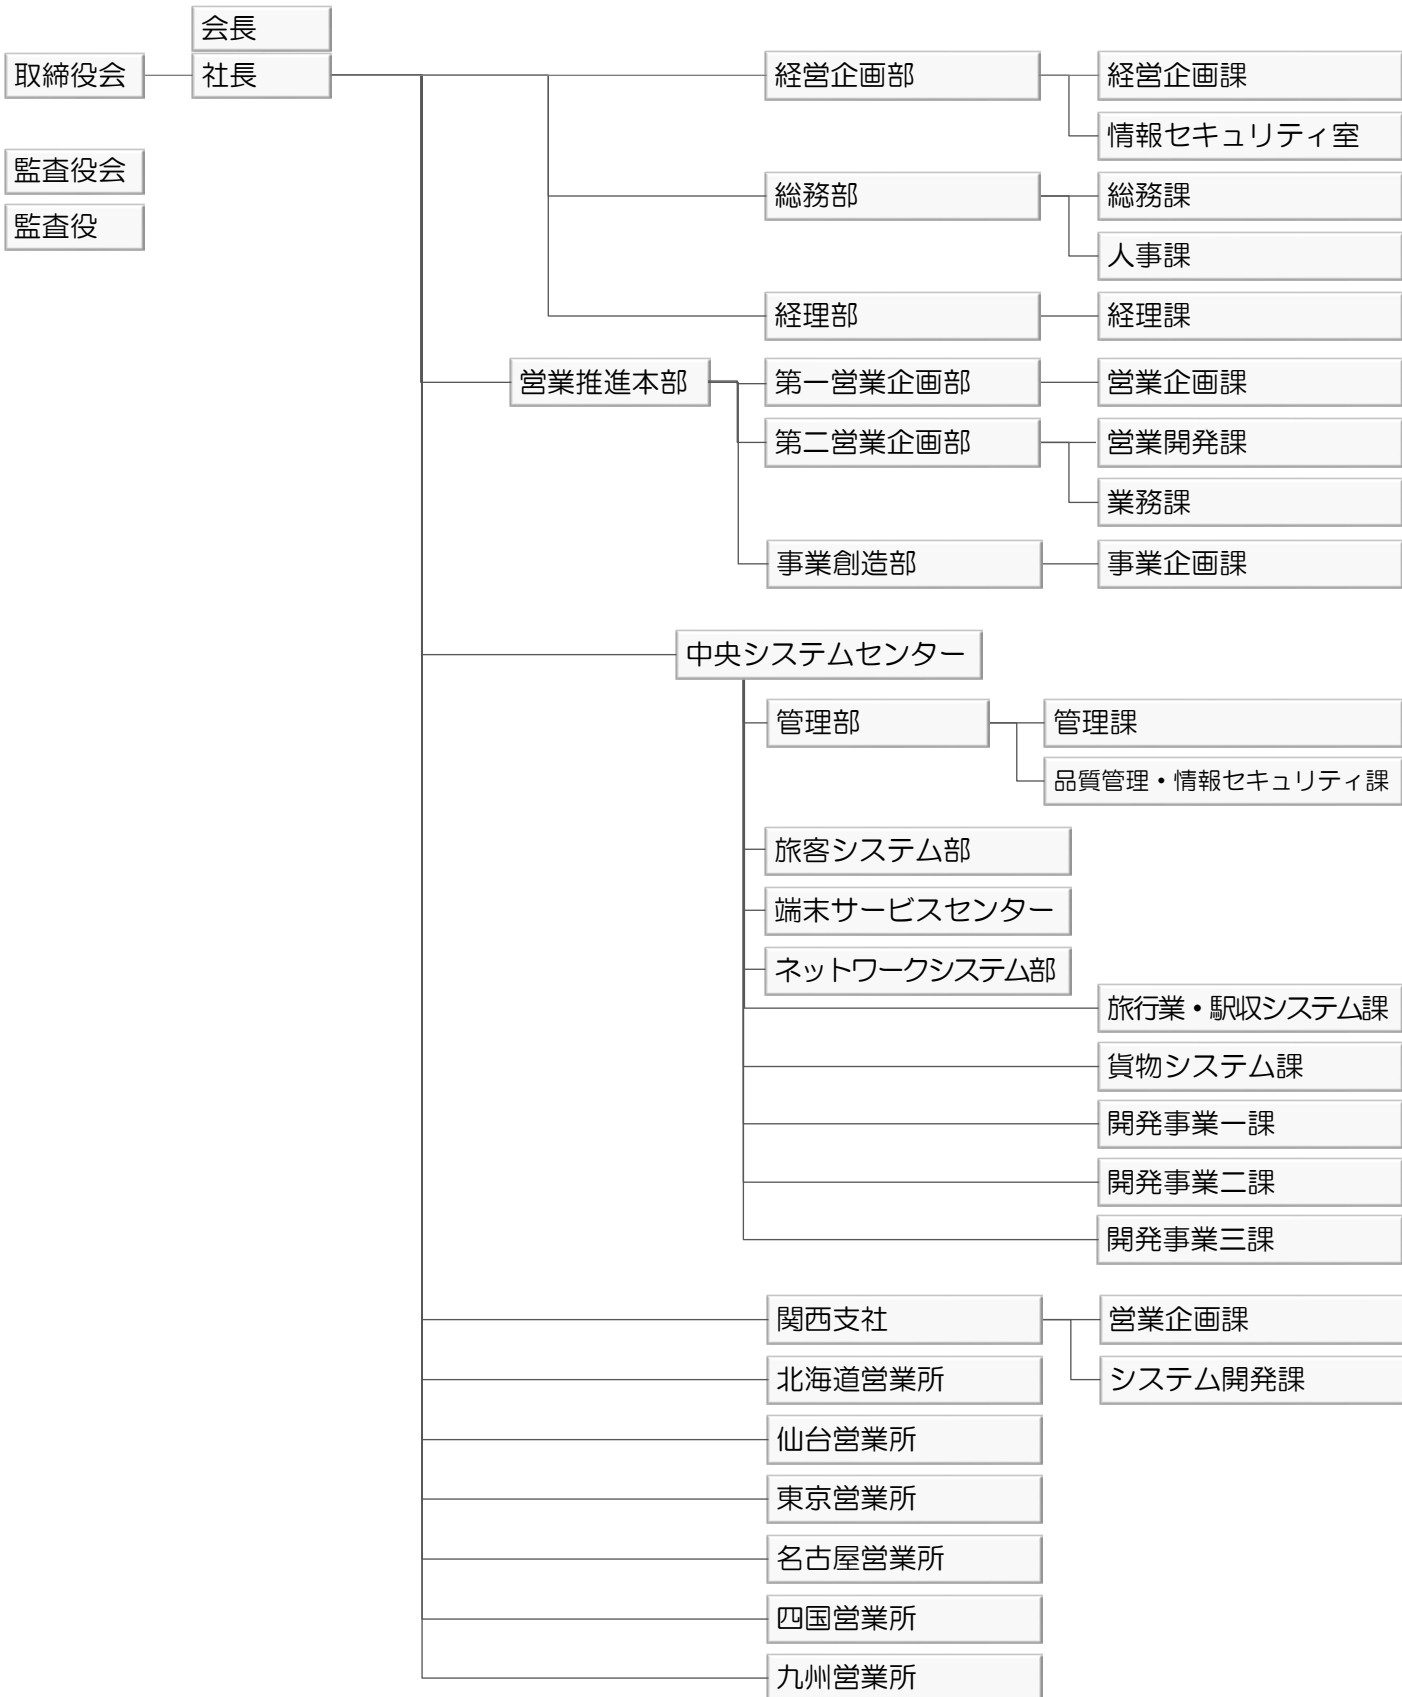 会長
取締役会
社長
監査役会
監査役
経営企画部
経営企画課
情報セキュリティ室
総務部
総務課
人事課
経理部
経理課
営業推進本部
第一営業企画部
営業企画課
第二営業企画部
営業開発課
業務課
事業創造部
事業企画課
中央システムセンター
管理部
管理課
品質管理・情報セキュリティ課
旅客システム部
端末サービスセンター
ネットワークシステム部
旅行業・駅収システム課
貨物システム課
開発事業一課
開発事業二課
開発事業三課
関西支社
営業企画課
システム開発課
北海道営業所
仙台営業所
東京営業所
名古屋営業所
四国営業所
九州営業所